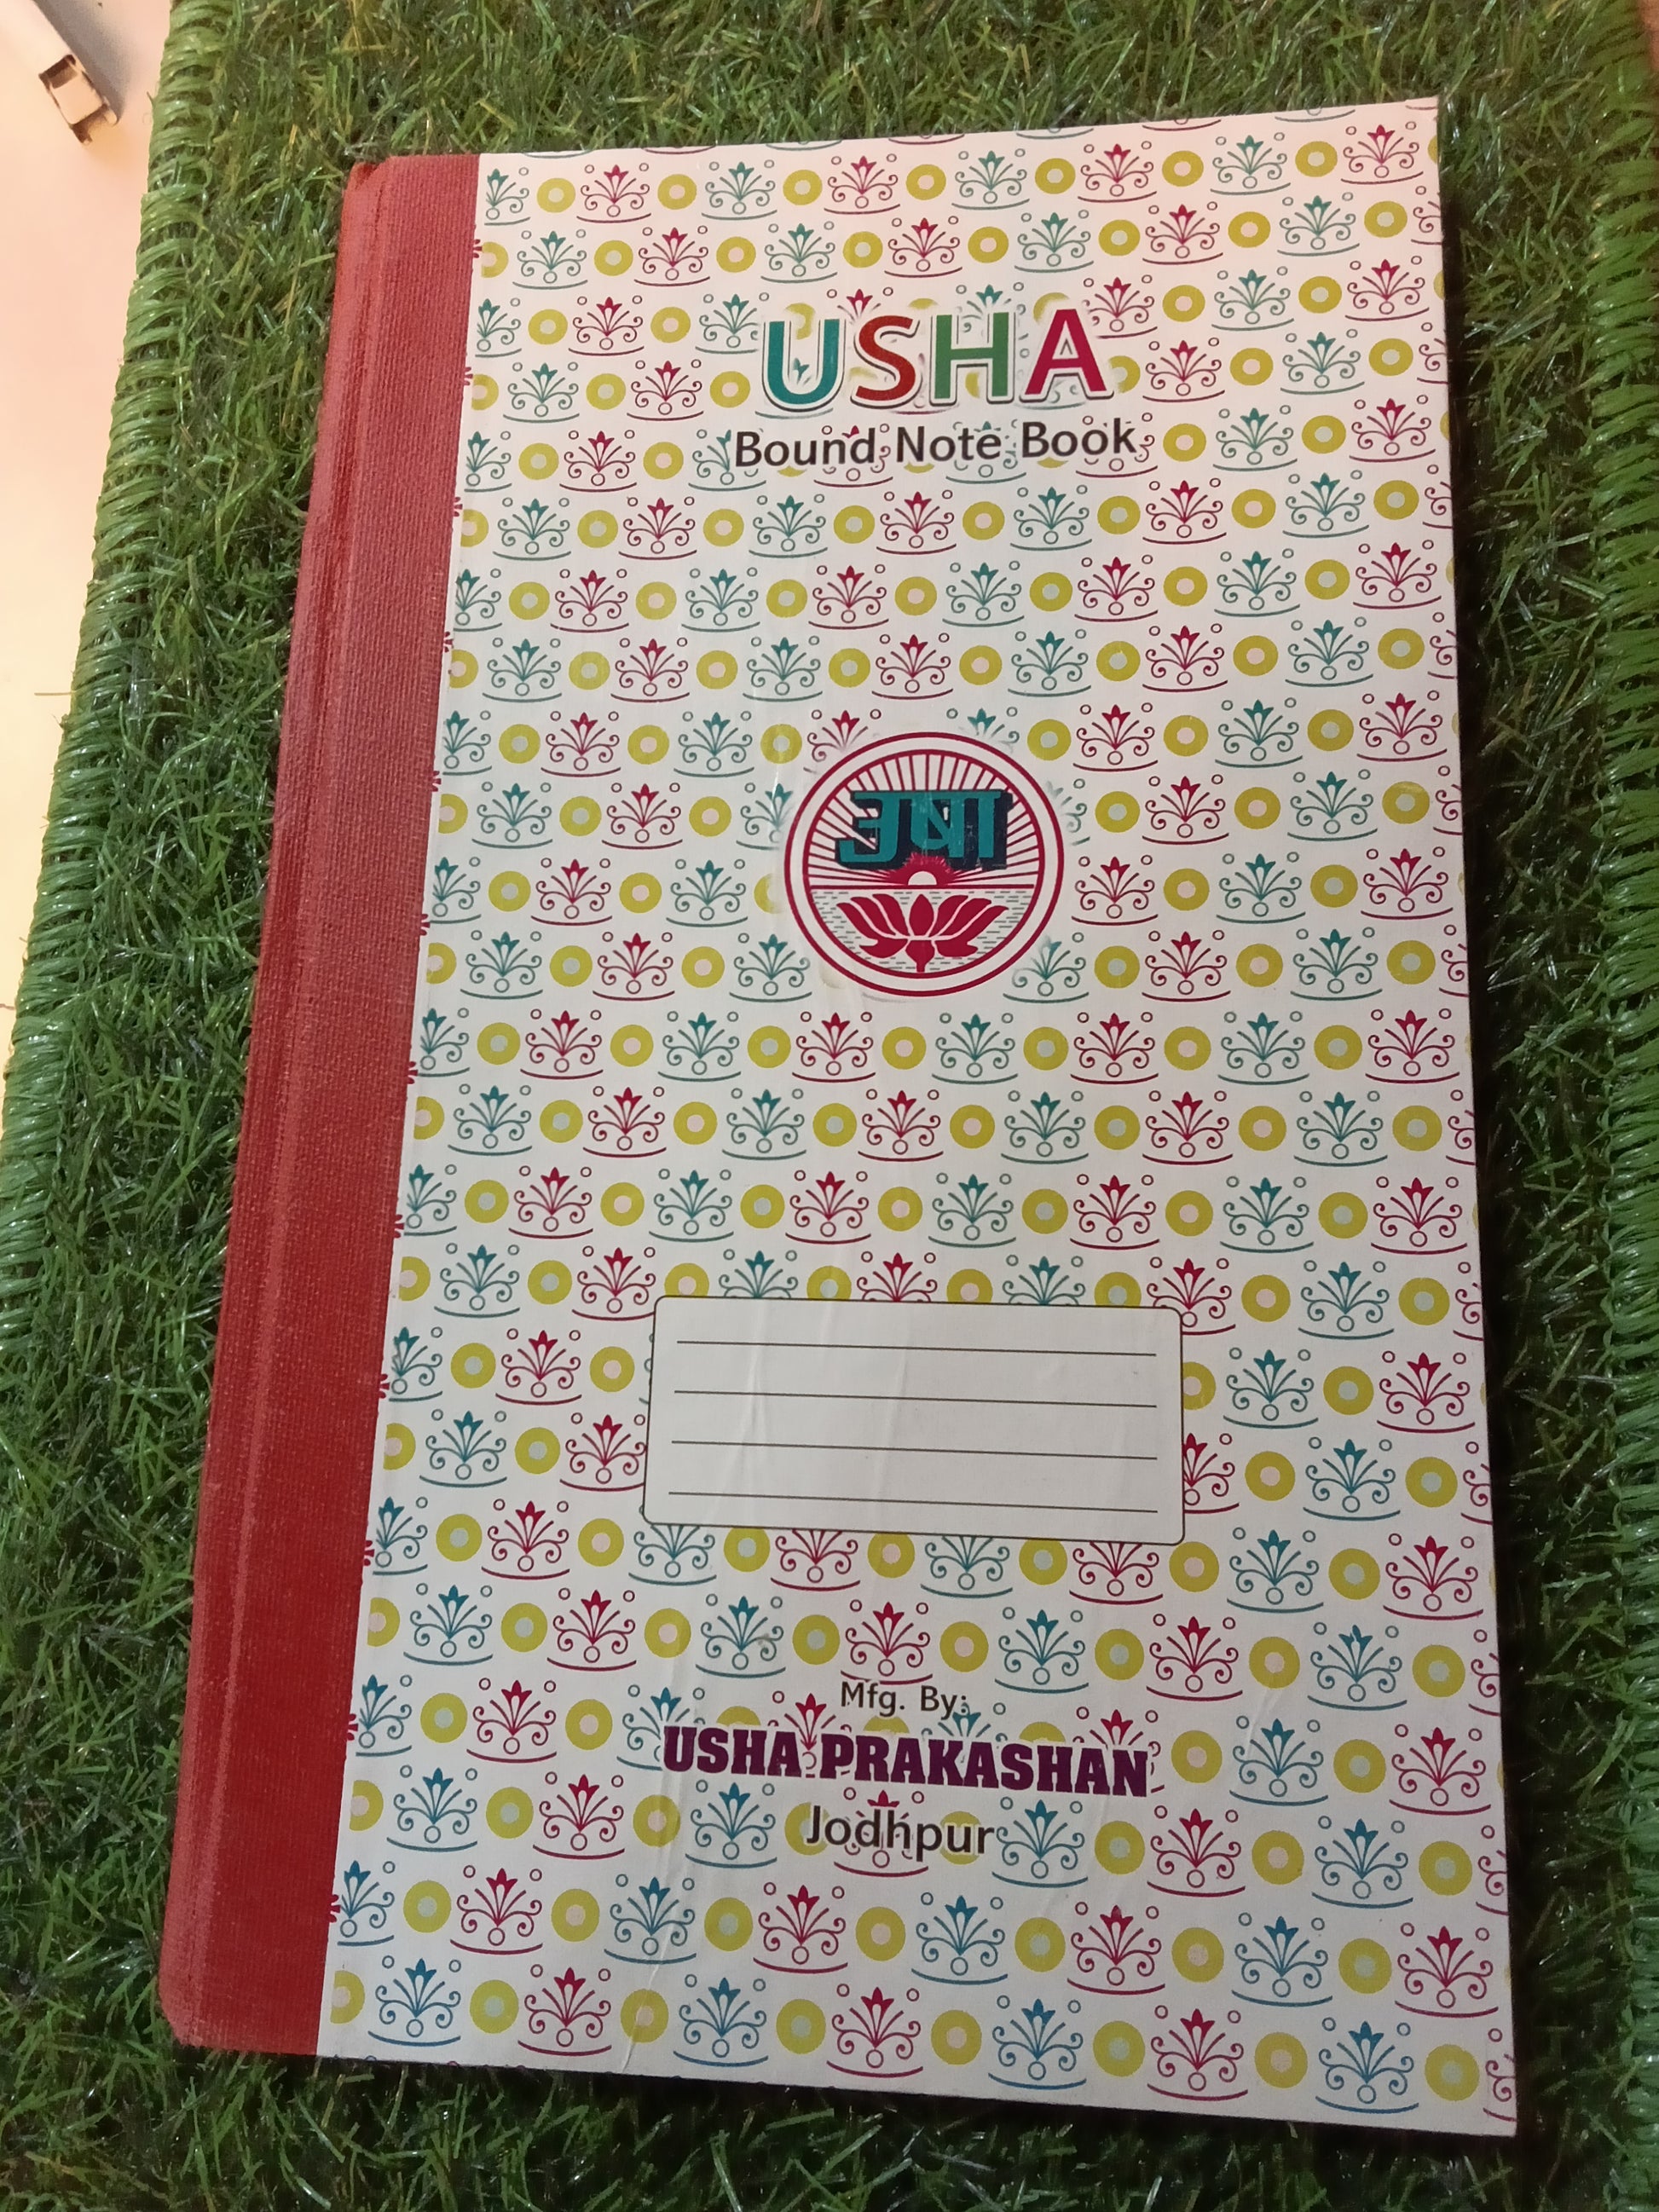 USHA
Bound Note Book
उषा
Mfg. By:
USHA PRAKASHAN
Jodhpur